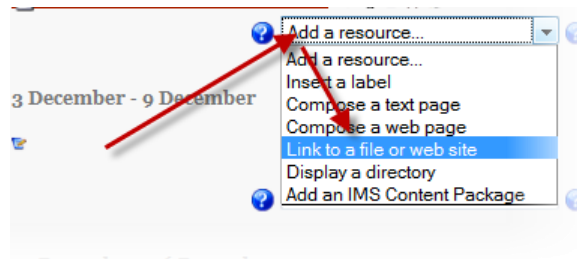 Add a resource...
Add a resource...
Insert a label
3 December - 9 December
Compose a text page
Compose a web page
Link to a file or web site
Display a directory
Add an IMS Content Package